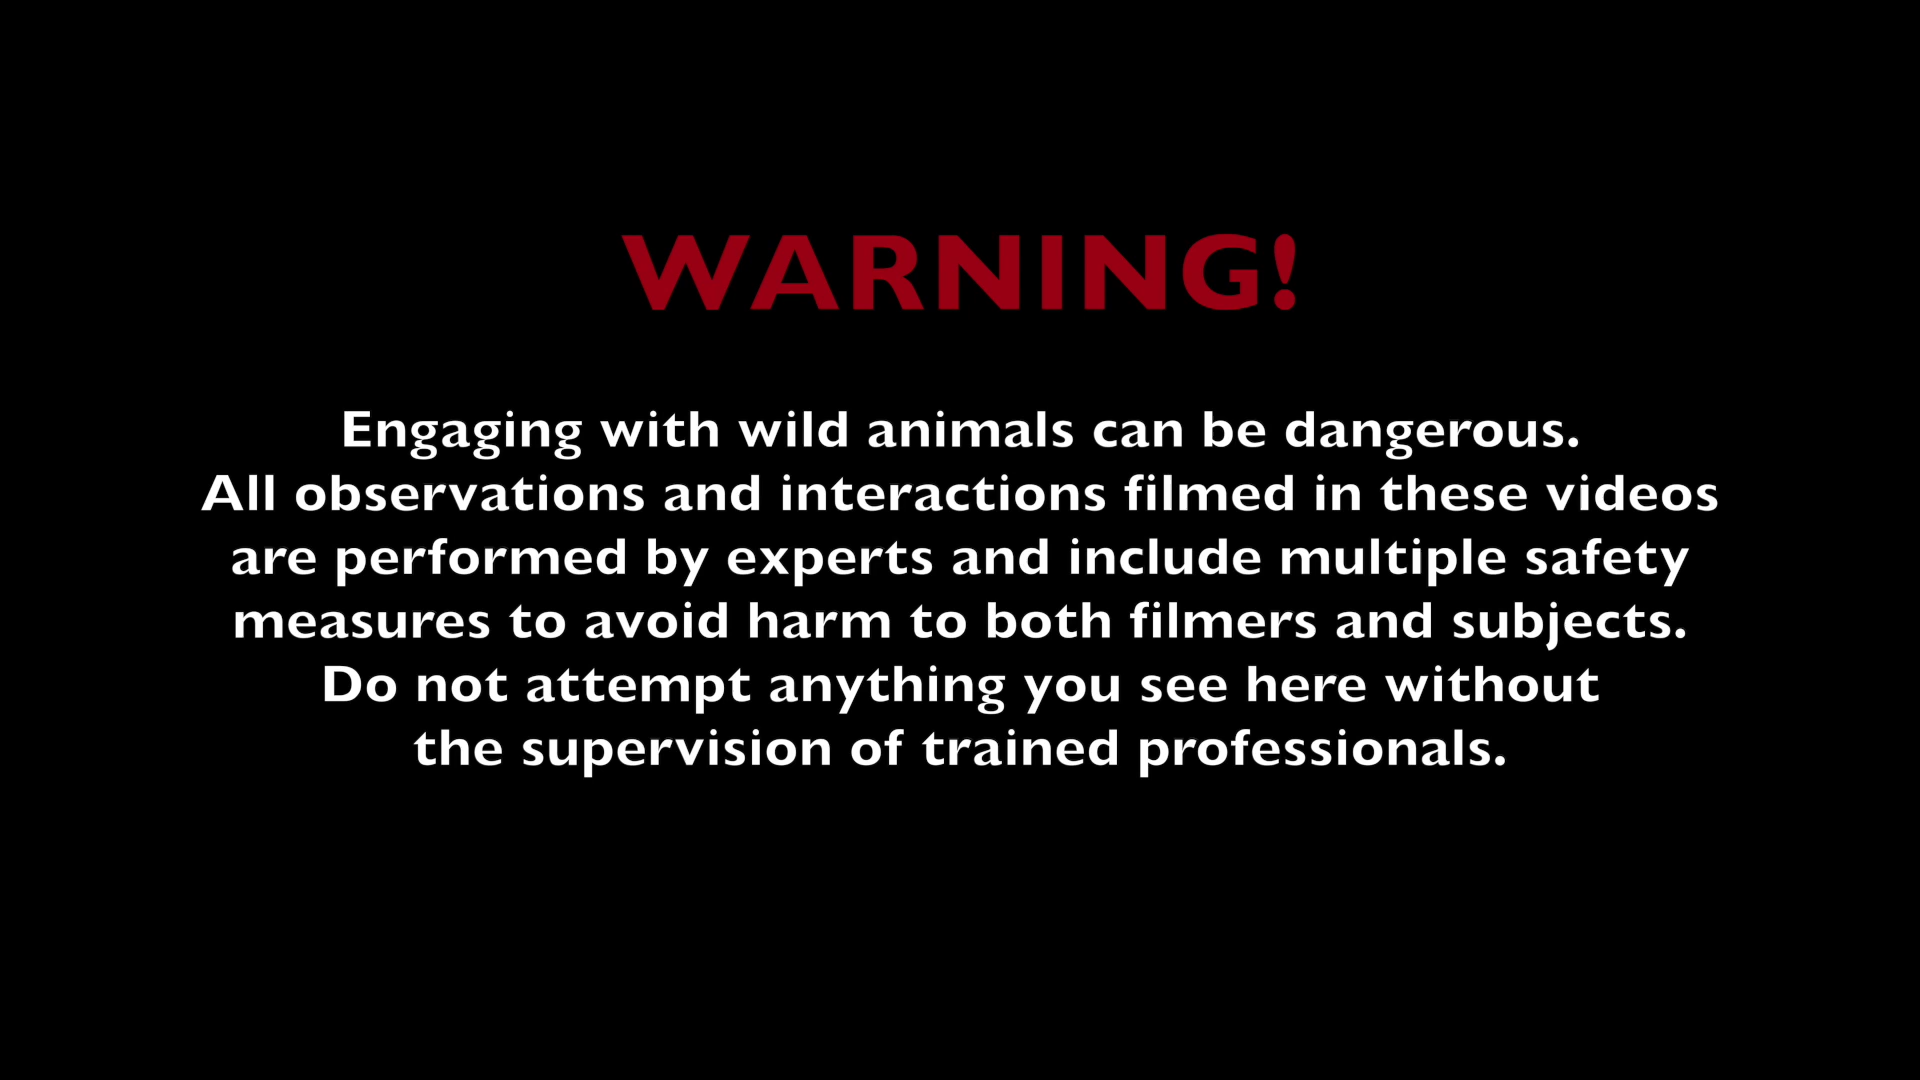 WARNING!
Engaging with wild animals can be dangerous.
All observations and interactions filmed in these videos
are performed by experts and include multiple safety
measures to avoid harm to both filmers and subjects.
Do not attempt anything you see here without
the supervision of trained professionals.